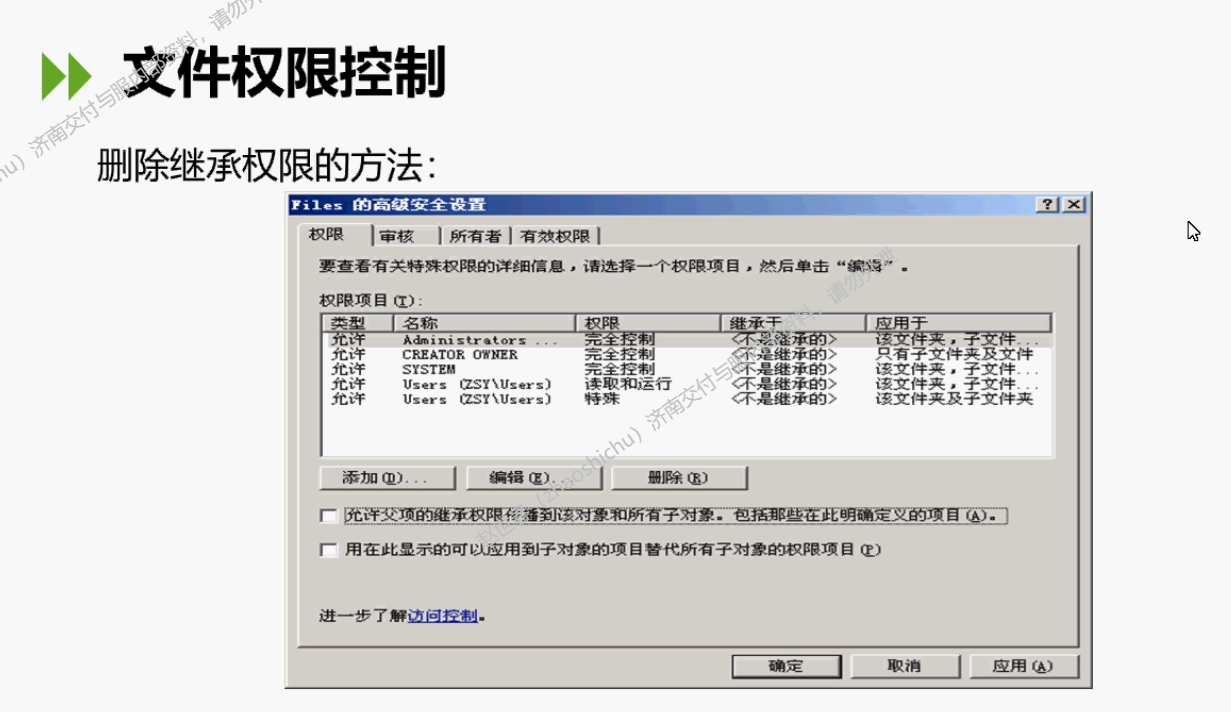 文件权限控制
删除继承权限的方法：
Files 的高级安全设置
权限 审核 所有者 有效权限
要查看有关特殊权限的详细信息，请选择一个权限项目，然后单击“编辑”。
权限项目(T)：
类型 名称 权限 继承于 应用于
允许 Administrators ... 完全控制 <不是继承的> 该文件夹，子文件...
允许 CREATOR OWNER 完全控制 <不是继承的> 只有子文件夹及文件
允许 SYSTEM 完全控制 <不是继承的> 该文件夹，子文件...
允许 Users (ZSY\Users) 读取和运行 <不是继承的> 该文件夹，子文件...
允许 Users (ZSY\Users) 特殊 <不是继承的> 该文件夹及子文件夹
添加(D)... 编辑(E)... 删除(R)
允许父项的继承权限传播到该对象和所有子对象。包括那些在此明确定义的项目(A)。
用在此显示的可以应用到子对象的项目替代所有子对象的权限项目(P)
进一步了解访问控制。
确定 取消 应用(A)
(zhaoshichu）济南交付与服内部资料，请勿外泄